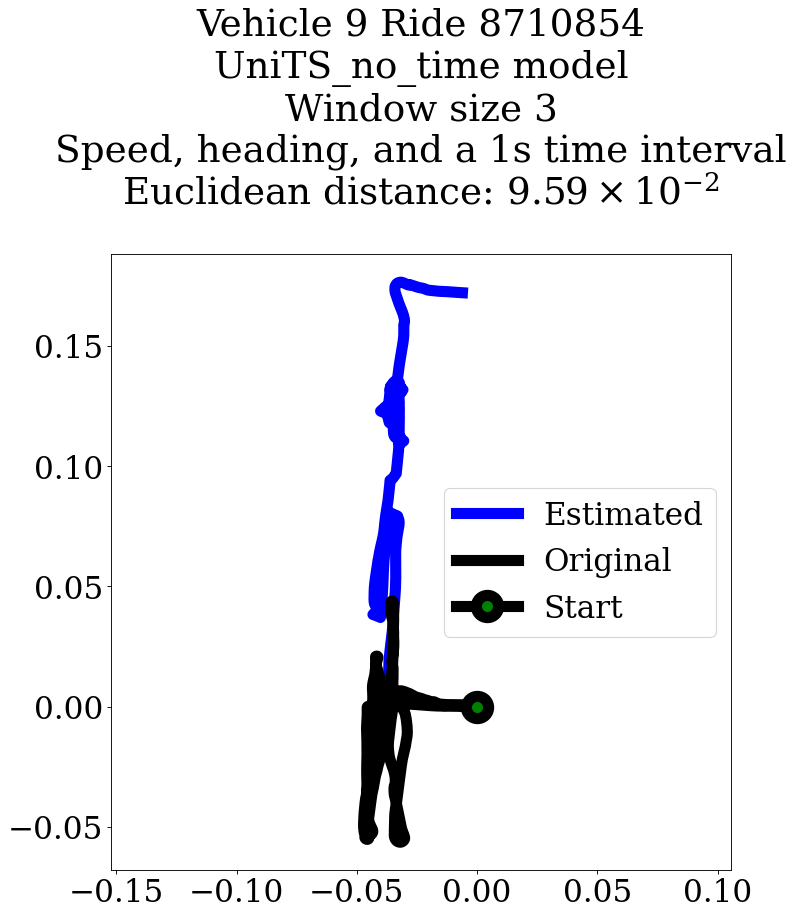 Vehicle 9 Ride 8710854
UniTS_no_time model
Window size 3
Speed, heading, and a 1s time interval
Euclidean distance: 9.59 × 10⁻²
0.15
0.10
0.05
0.00
−0.05
Estimated
Original
Start
−0.15 −0.10 −0.05 0.00 0.05 0.10